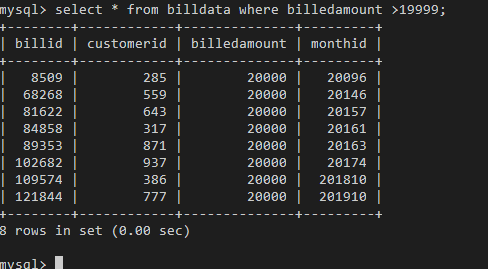 mysql> select * from billdata where billedamount >19999;
+--------+------------+--------------+---------+
| billid | customerid | billedamount | monthid |
+--------+------------+--------------+---------+
|   8509 |        285 |        20000 |   20096 |
|  68268 |        559 |        20000 |   20146 |
|  81622 |        643 |        20000 |   20157 |
|  84858 |        317 |        20000 |   20161 |
|  89353 |        871 |        20000 |   20163 |
| 102682 |        937 |        20000 |   20174 |
| 109574 |        386 |        20000 |  201810 |
| 121844 |        777 |        20000 |  201910 |
+--------+------------+--------------+---------+
8 rows in set (0.00 sec)
mysql>